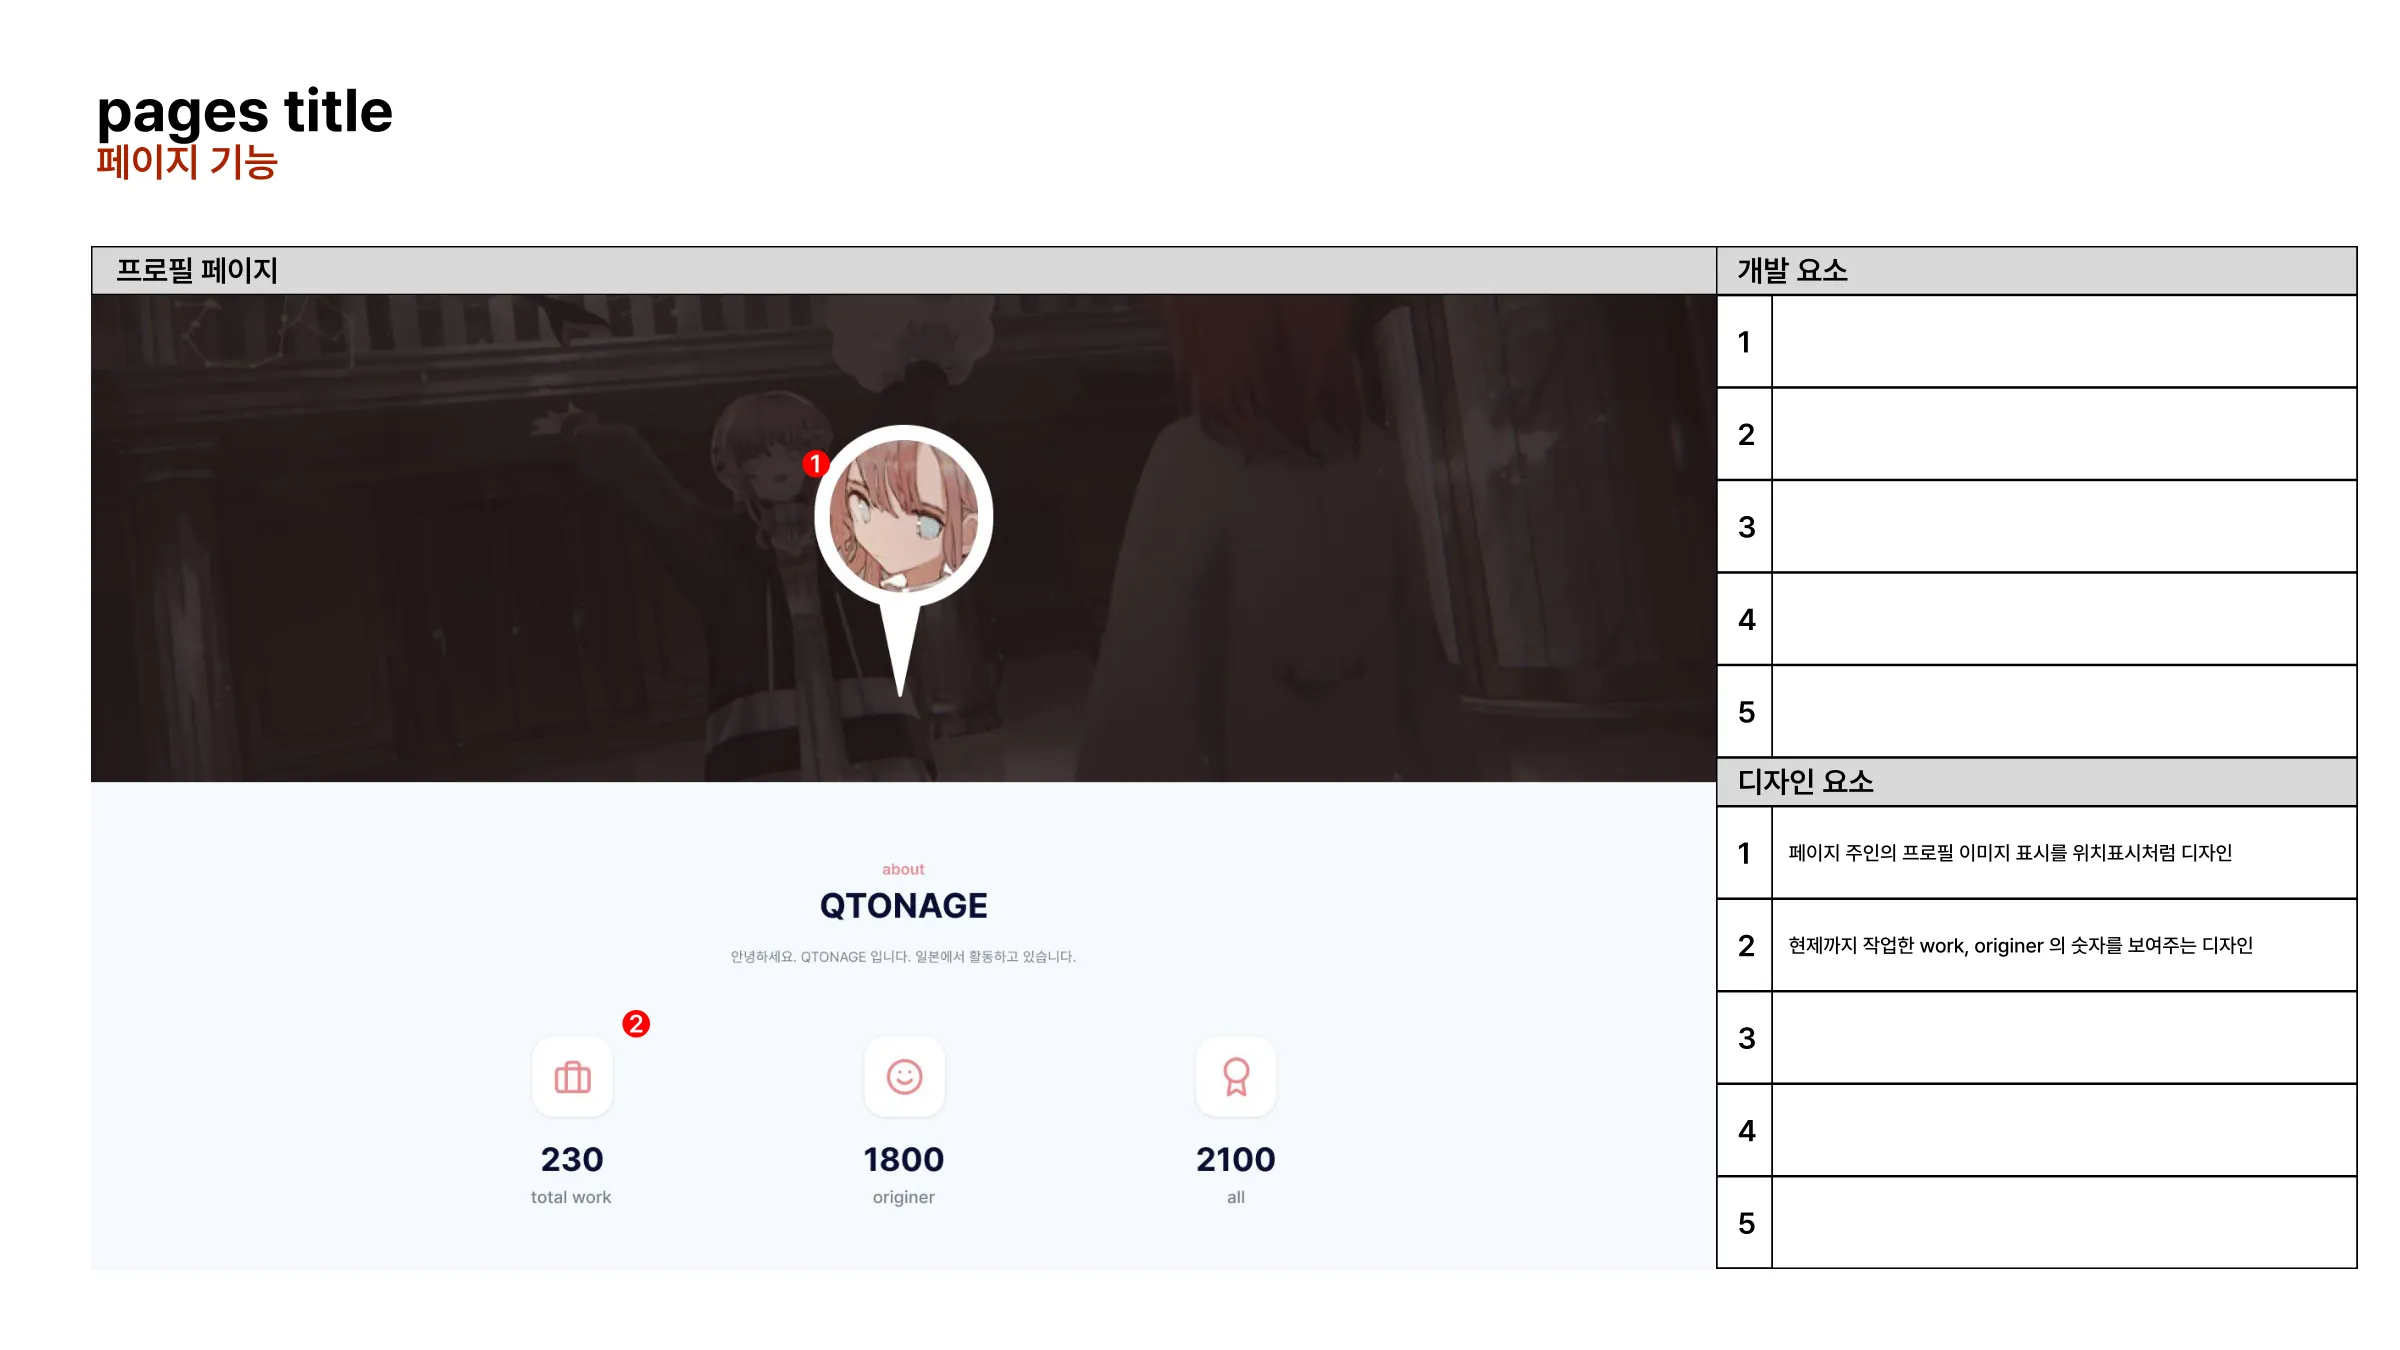 pages title
페이지 기능
프로필 페이지
1
about
QTONAGE
안녕하세요. QTONAGE 입니다. 일본에서 활동하고 있습니다.
2
230
total work
1800
originer
2100
all
개발 요소
1
2
3
4
5
디자인 요소
1 페이지 주인의 프로필 이미지 표시를 위치표시처럼 디자인
2 현제까지 작업한 work, originer 의 숫자를 보여주는 디자인
3
4
5